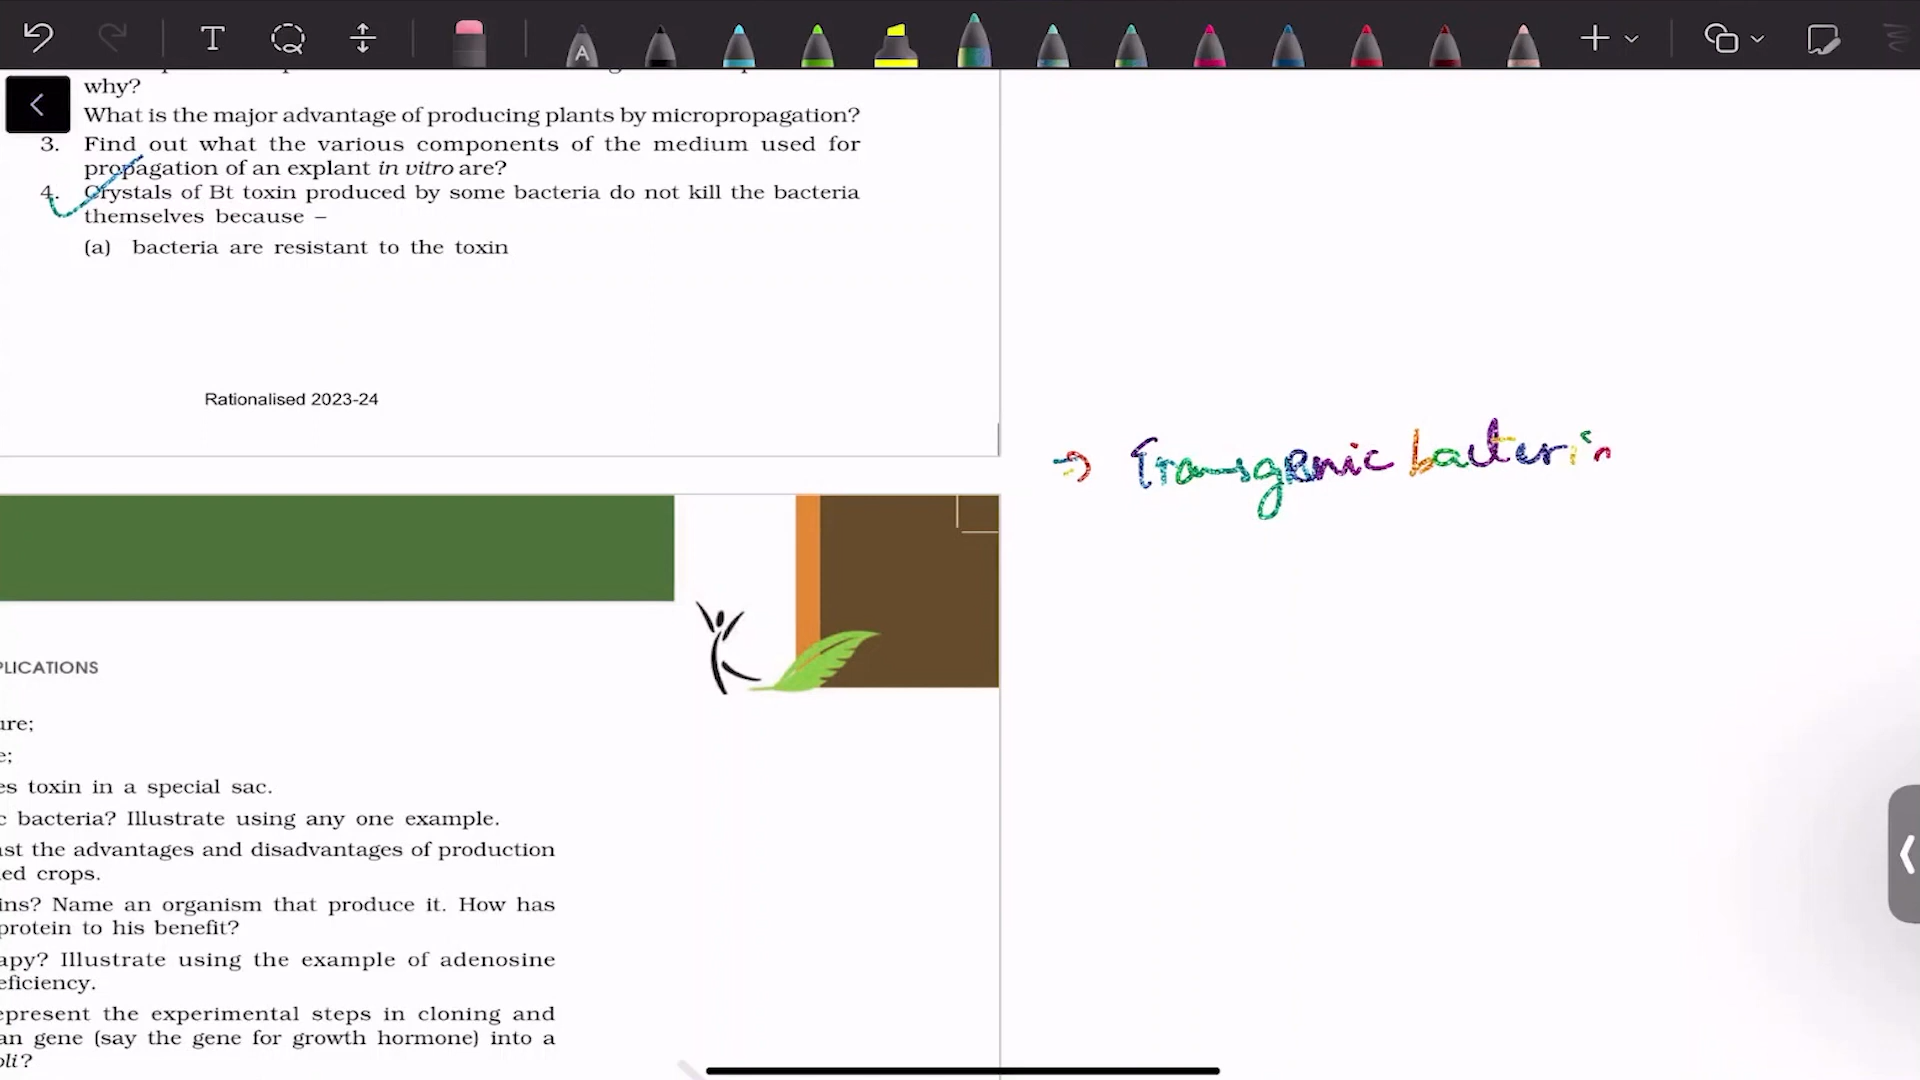 why?
What is the major advantage of producing plants by micropropagation?
3. Find out what the various components of the medium used for
propagation of an explant in vitro are?
4. Crystals of Bt toxin produced by some bacteria do not kill the bacteria
themselves because –
(a) bacteria are resistant to the toxin
Rationalised 2023-24
⇒ Transgenic bacteria
PLICATIONS
ure;
e;
es toxin in a special sac.
c bacteria? Illustrate using any one example.
ast the advantages and disadvantages of production
ed crops.
ins? Name an organism that produce it. How has
protein to his benefit?
apy? Illustrate using the example of adenosine
eficiency.
epresent the experimental steps in cloning and
an gene (say the gene for growth hormone) into a
oli?
T
A